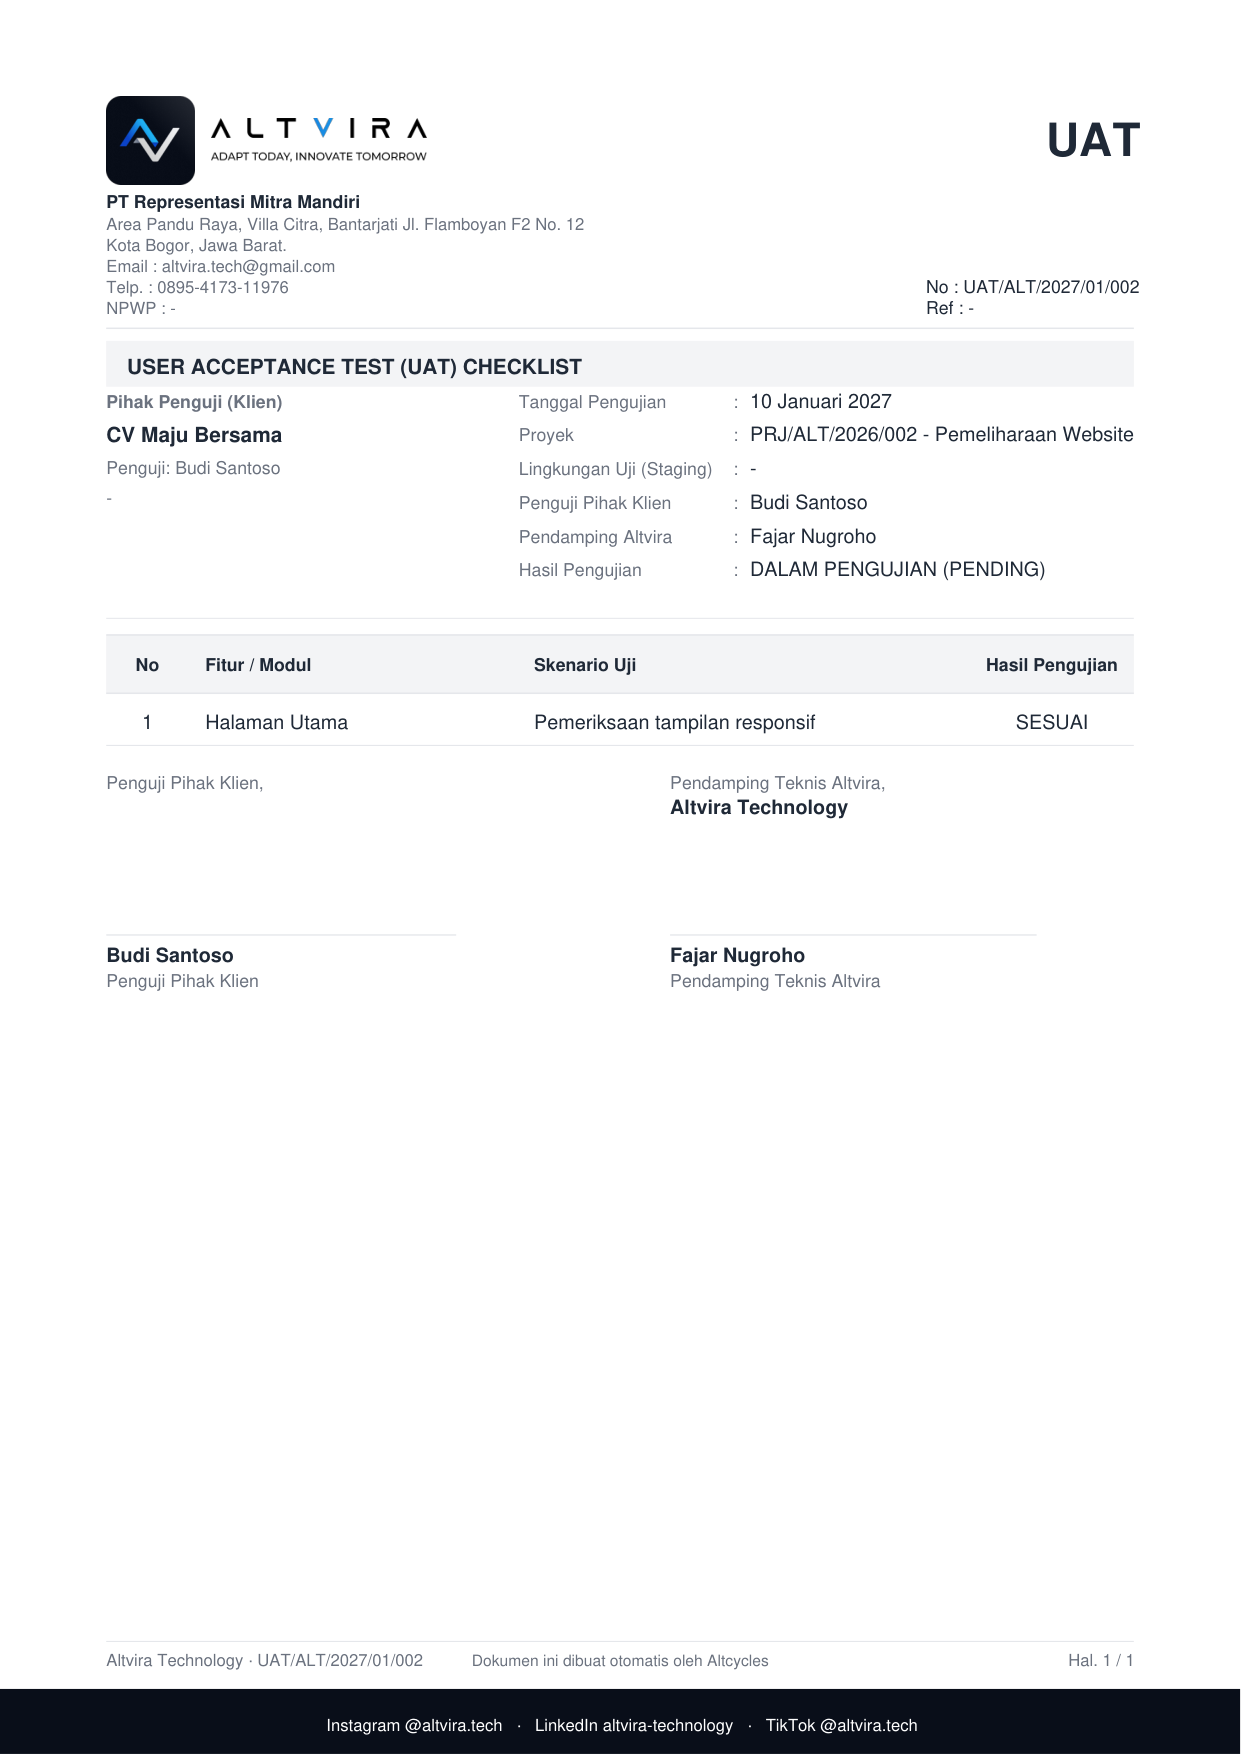 ALTVIRA
ADAPT TODAY, INNOVATE TOMORROW
UAT
PT Representasi Mitra Mandiri
Area Pandu Raya, Villa Citra, Bantarjati Jl. Flamboyan F2 No. 12
Kota Bogor, Jawa Barat.
Email : altvira.tech@gmail.com
Telp. : 0895-4173-11976
NPWP : -
No : UAT/ALT/2027/01/002
Ref : -
USER ACCEPTANCE TEST (UAT) CHECKLIST
Pihak Penguji (Klien)
CV Maju Bersama
Penguji: Budi Santoso
-
Tanggal Pengujian : 10 Januari 2027
Proyek : PRJ/ALT/2026/002 - Pemeliharaan Website
Lingkungan Uji (Staging) : -
Penguji Pihak Klien : Budi Santoso
Pendamping Altvira : Fajar Nugroho
Hasil Pengujian : DALAM PENGUJIAN (PENDING)
No Fitur / Modul Skenario Uji Hasil Pengujian
1 Halaman Utama Pemeriksaan tampilan responsif SESUAI
Penguji Pihak Klien,
Budi Santoso
Penguji Pihak Klien
Pendamping Teknis Altvira,
Altvira Technology
Fajar Nugroho
Pendamping Teknis Altvira
Altvira Technology · UAT/ALT/2027/01/002 Dokumen ini dibuat otomatis oleh Altcycles Hal. 1 / 1
Instagram @altvira.tech · LinkedIn altvira-technology · TikTok @altvira.tech